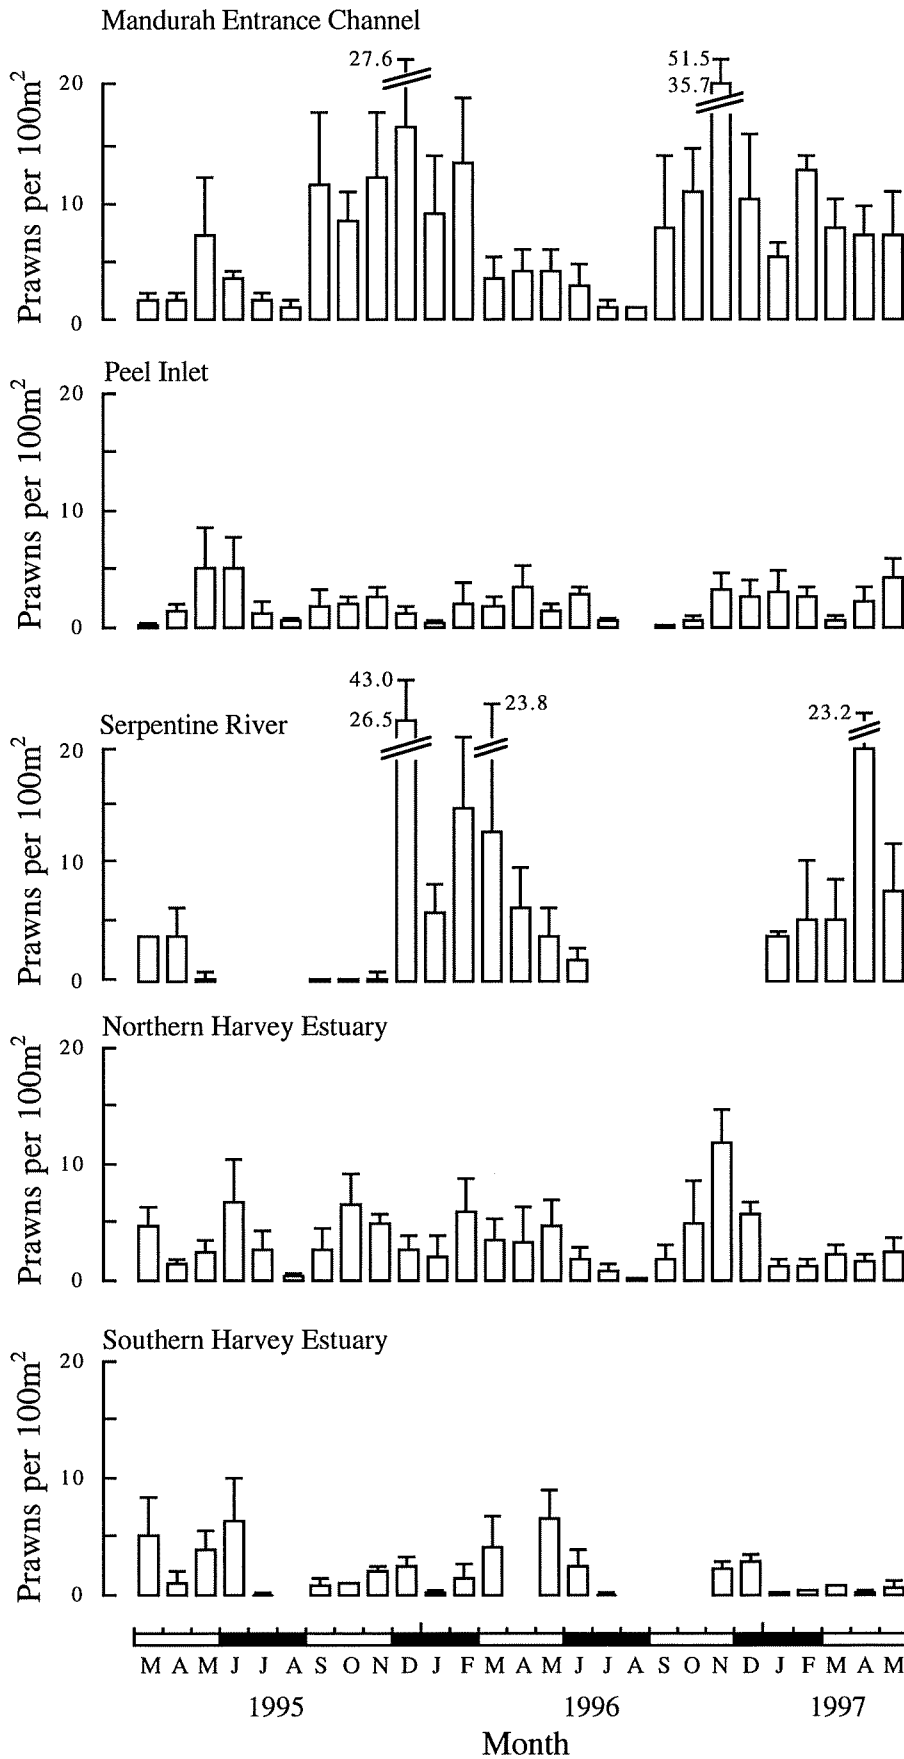 Mandurah Entrance Channel
27.6
51.5
35.7
20
10
0
Prawns per 100m²
Peel Inlet
20
10
0
Prawns per 100m²
43.0
26.5
23.8
23.2
Serpentine River
20
10
0
Prawns per 100m²
Northern Harvey Estuary
20
10
0
Prawns per 100m²
Southern Harvey Estuary
20
10
0
Prawns per 100m²
M A M J J A S O N D J F M A M J J A S O N D J F M A M
1995 1996 1997
Month